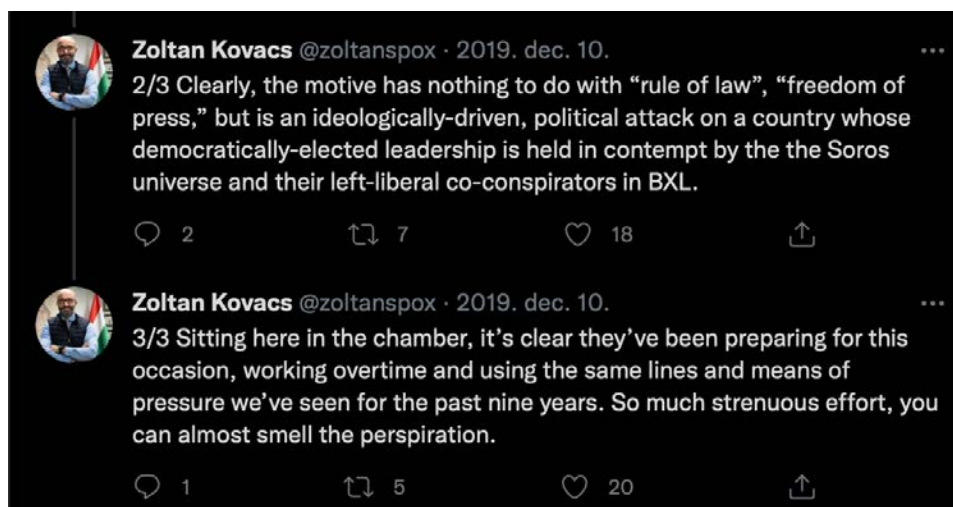 Zoltan Kovacs @zoltanspox · 2019. dec. 10.
2/3 Clearly, the motive has nothing to do with “rule of law”, “freedom of
press,” but is an ideologically-driven, political attack on a country whose
democratically-elected leadership is held in contempt by the the Soros
universe and their left-liberal co-conspirators in BXL.
2 7 18
Zoltan Kovacs @zoltanspox · 2019. dec. 10.
3/3 Sitting here in the chamber, it’s clear they’ve been preparing for this
occasion, working overtime and using the same lines and means of
pressure we’ve seen for the past nine years. So much strenuous effort, you
can almost smell the perspiration.
1 5 20